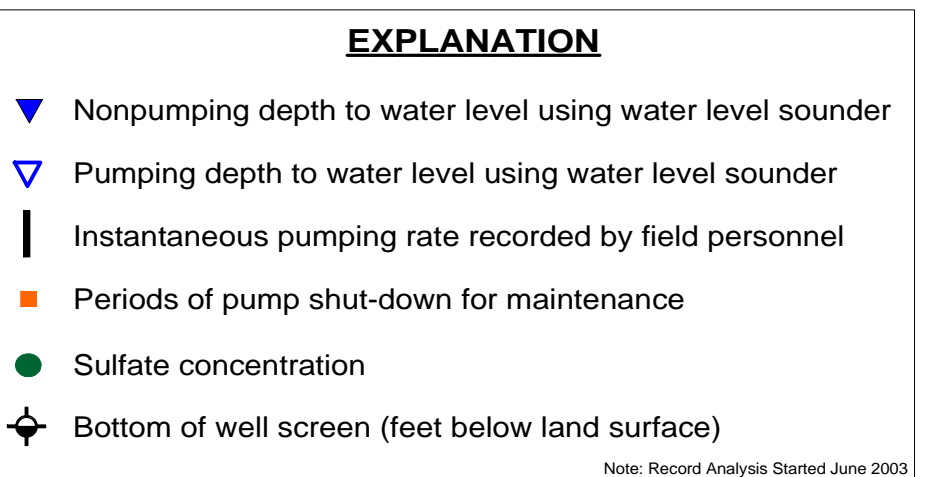 EXPLANATION
Nonpumping depth to water level using water level sounder
Pumping depth to water level using water level sounder
Instantaneous pumping rate recorded by field personnel
Periods of pump shut-down for maintenance
Sulfate concentration
Bottom of well screen (feet below land surface)
Note: Record Analysis Started June 2003